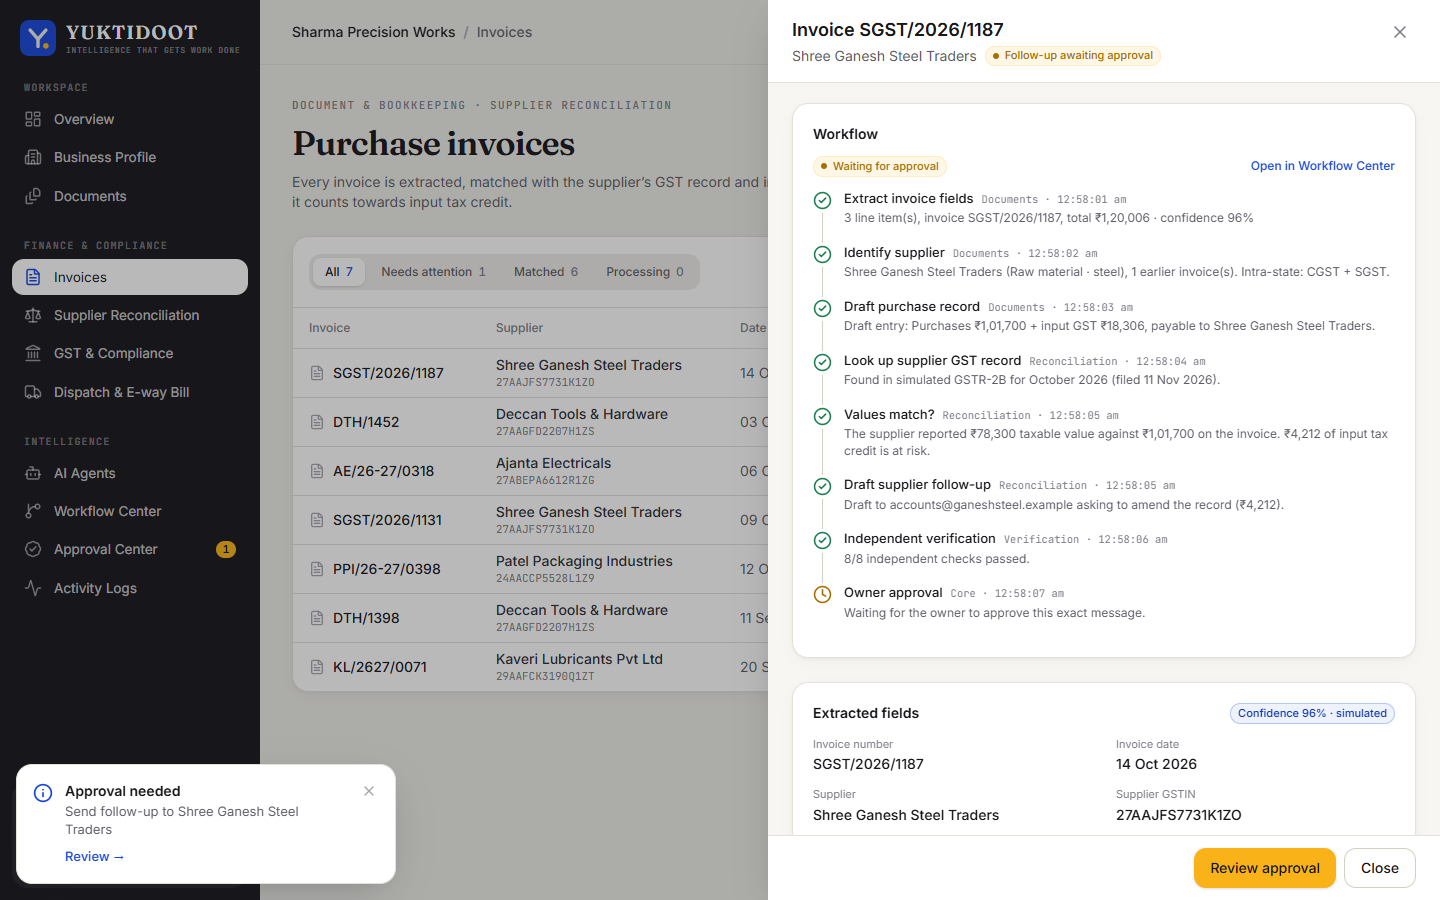 YUKTIDOOT
INTELLIGENCE THAT GETS WORK DONE
WORKSPACE
Overview
Business Profile
Documents
FINANCE & COMPLIANCE
Invoices
Supplier Reconciliation
GST & Compliance
Dispatch & E-way Bill
INTELLIGENCE
AI Agents
Workflow Center
Approval Center 1
Activity Logs
Approval needed
Send follow-up to Shree Ganesh Steel
Traders
Review →
Sharma Precision Works / Invoices
DOCUMENT & BOOKKEEPING · SUPPLIER RECONCILIATION
Purchase invoices
Every invoice is extracted, matched with the supplier's GST record and
it counts towards input tax credit.
All 7 Needs attention 1 Matched 6 Processing 0
Invoice Supplier Date
SGST/2026/1187 Shree Ganesh Steel Traders 14 O
27AAJFS7731K1ZO
DTH/1452 Deccan Tools & Hardware 03
27AAGFD2207H1ZS
AE/26-27/0318 Ajanta Electricals 06
27ABEPA6612R1ZG
SGST/2026/1131 Shree Ganesh Steel Traders 09
27AAJFS7731K1ZO
PPI/26-27/0398 Patel Packaging Industries 12 O
24AACCP5528L1Z9
DTH/1398 Deccan Tools & Hardware 11 Se
27AAGFD2207H1ZS
KL/2627/0071 Kaveri Lubricants Pvt Ltd 20 S
29AAFCK3190Q1ZT
Invoice SGST/2026/1187
Shree Ganesh Steel Traders Follow-up awaiting approval
Workflow
Waiting for approval Open in Workflow Center
Extract invoice fields Documents · 12:58:01 am
3 line item(s), invoice SGST/2026/1187, total ₹1,20,006 · confidence 96%
Identify supplier Documents · 12:58:02 am
Shree Ganesh Steel Traders (Raw material · steel), 1 earlier invoice(s). Intra-state: CGST + SGST.
Draft purchase record Documents · 12:58:03 am
Draft entry: Purchases ₹1,01,700 + input GST ₹18,306, payable to Shree Ganesh Steel Traders.
Look up supplier GST record Reconciliation · 12:58:04 am
Found in simulated GSTR-2B for October 2026 (filed 11 Nov 2026).
Values match? Reconciliation · 12:58:05 am
The supplier reported ₹78,300 taxable value against ₹1,01,700 on the invoice. ₹4,212 of input tax
credit is at risk.
Draft supplier follow-up Reconciliation · 12:58:05 am
Draft to accounts@ganeshsteel.example asking to amend the record (₹4,212).
Independent verification Verification · 12:58:06 am
8/8 independent checks passed.
Owner approval Core · 12:58:07 am
Waiting for the owner to approve this exact message.
Extracted fields Confidence 96% · simulated
Invoice number Invoice date
SGST/2026/1187 14 Oct 2026
Supplier Supplier GSTIN
Shree Ganesh Steel Traders 27AAJFS7731K1ZO
Review approval Close